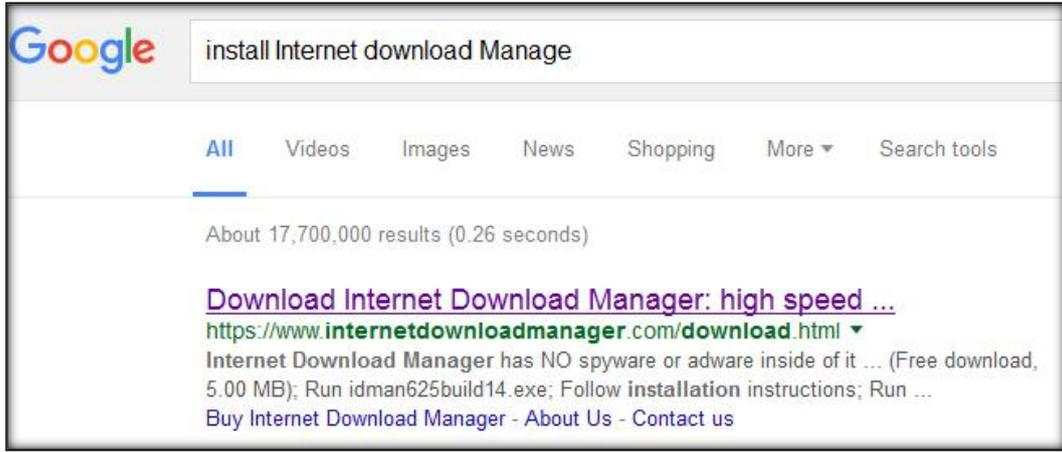 Google install Internet download Manage
All Videos Images News Shopping More Search tools
About 17,700,000 results (0.26 seconds)
Download Internet Download Manager: high speed ...
https://www.internetdownloadmanager.com/download.html
Internet Download Manager has NO spyware or adware inside of it ... (Free download,
5.00 MB); Run idman625build14.exe; Follow installation instructions; Run ...
Buy Internet Download Manager - About Us - Contact us